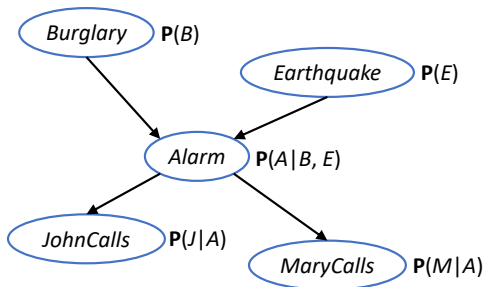 Burglary P(B)
Earthquake P(E)
Alarm P(A|B, E)
JohnCalls P(J|A)
MaryCalls P(M|A)